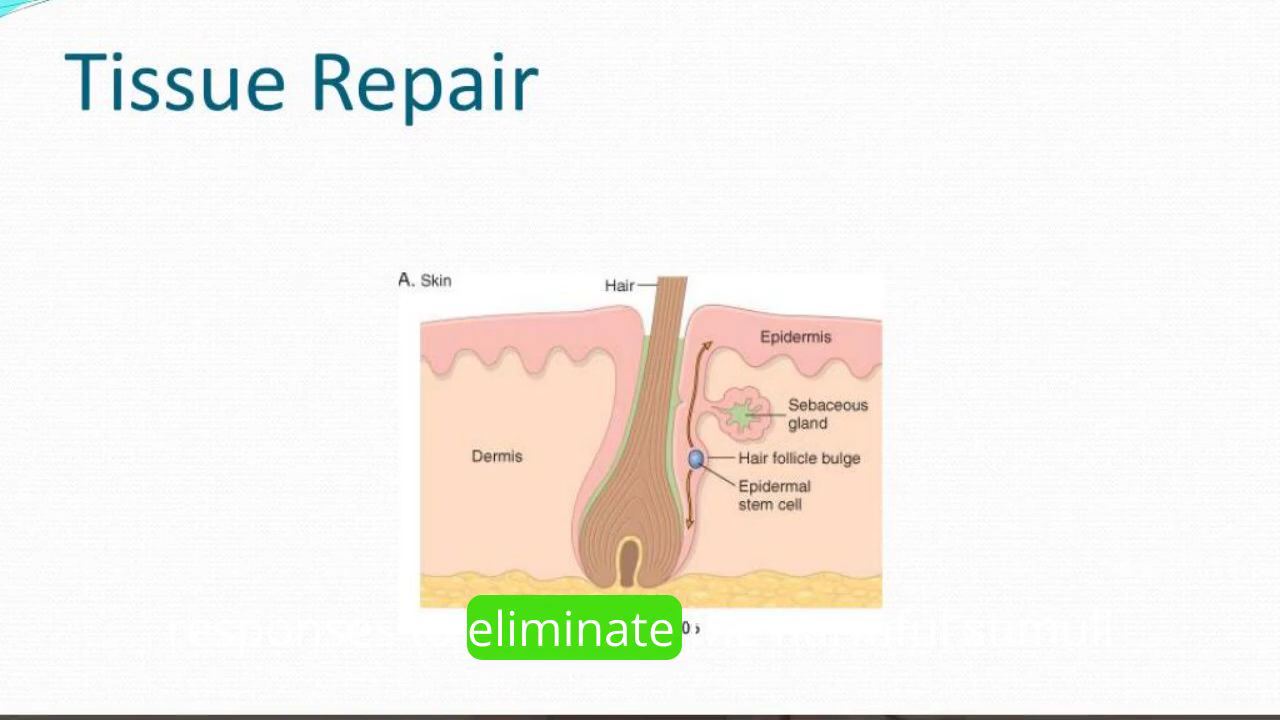 Tissue Repair
A. Skin
Hair
Epidermis
Sebaceous
gland
Hair follicle bulge
Dermis
Epidermal
stem cell
eliminate